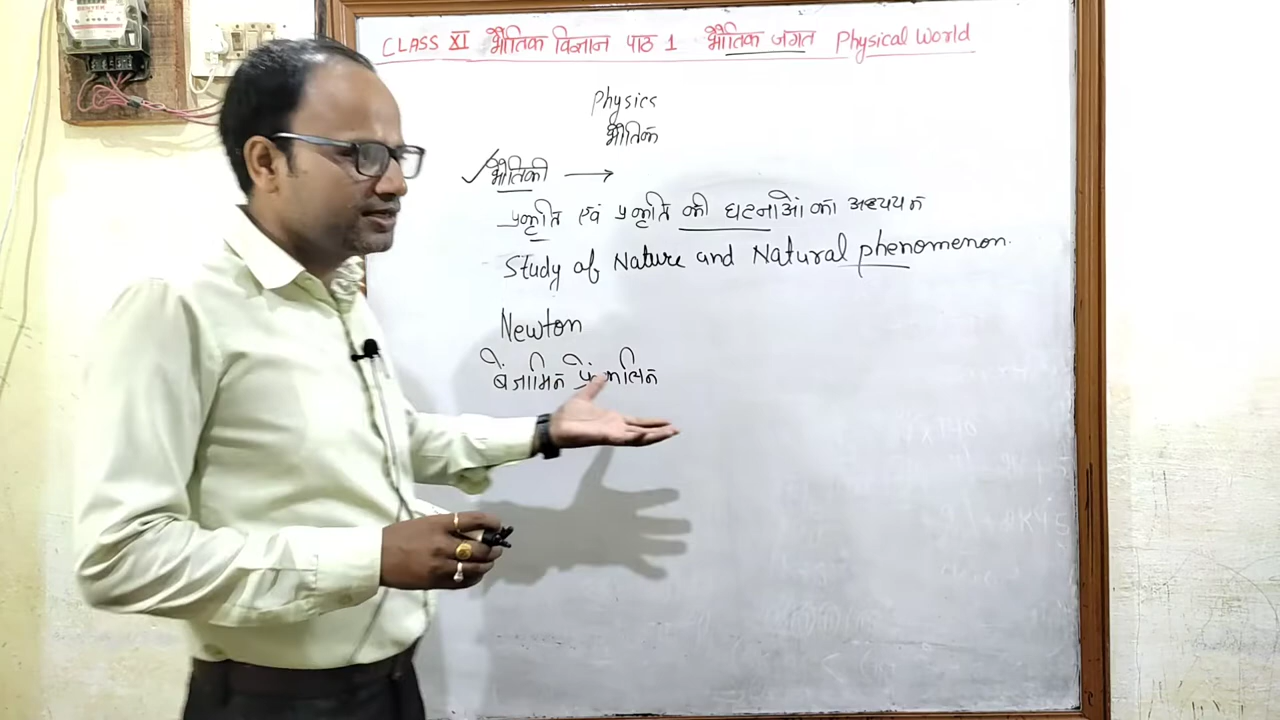 CLASS XI भौतिक विज्ञान पाठ 1 भौतिक जगत Physical World
Physics
भौतिक
भौतिकी →
प्रकृति एवं प्रकृति की घटनाओं का अध्ययन
Study of Nature and Natural phenomenon.
Newton
बेंजामिन फ्रेंकलिन